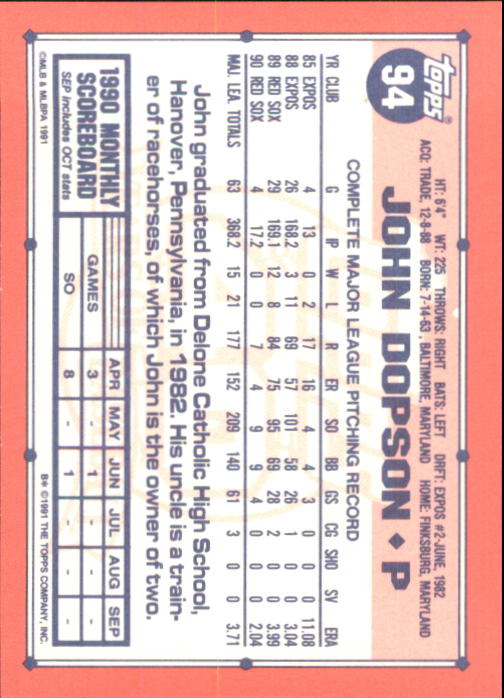 TOPPS®
94
HT: 6'4" WT: 225 THROWS: RIGHT BATS: LEFT DRFT: EXPOS #2-JUNE, 1982
ACQ: TRADE, 12-8-88 BORN: 7-14-63, BALTIMORE, MARYLAND HOME: FINKSBURG, MARYLAND
JOHN DOPSON ◆ P
COMPLETE MAJOR LEAGUE PITCHING RECORD
YR CLUB G IP W L R ER SO BB GS CG SHO SV ERA
85 EXPOS 4 13 0 2 17 16 4 4 3 0 0 0 11.08
88 EXPOS 26 168.2 3 11 69 57 101 58 26 1 0 0 3.04
89 RED SOX 29 169.1 12 8 84 75 95 69 28 2 0 0 3.99
90 RED SOX 4 17.2 0 0 7 4 9 9 4 0 0 0 2.04
MAJ. LEA. TOTALS 63 368.2 15 21 177 152 209 140 61 3 0 0 3.71
John graduated from Delone Catholic High School,
Hanover, Pennsylvania, in 1982. His uncle is a train-
er of racehorses, of which John is the owner of two.
1990 MONTHLY
SCOREBOARD
SEP includes OCT stats
APR MAY JUN JUL AUG SEP
GAMES 3 - 1 - - -
SO 8 - 1 - - -
©MLB & MLBPA 1991
B* ©1991 THE TOPPS COMPANY, INC.